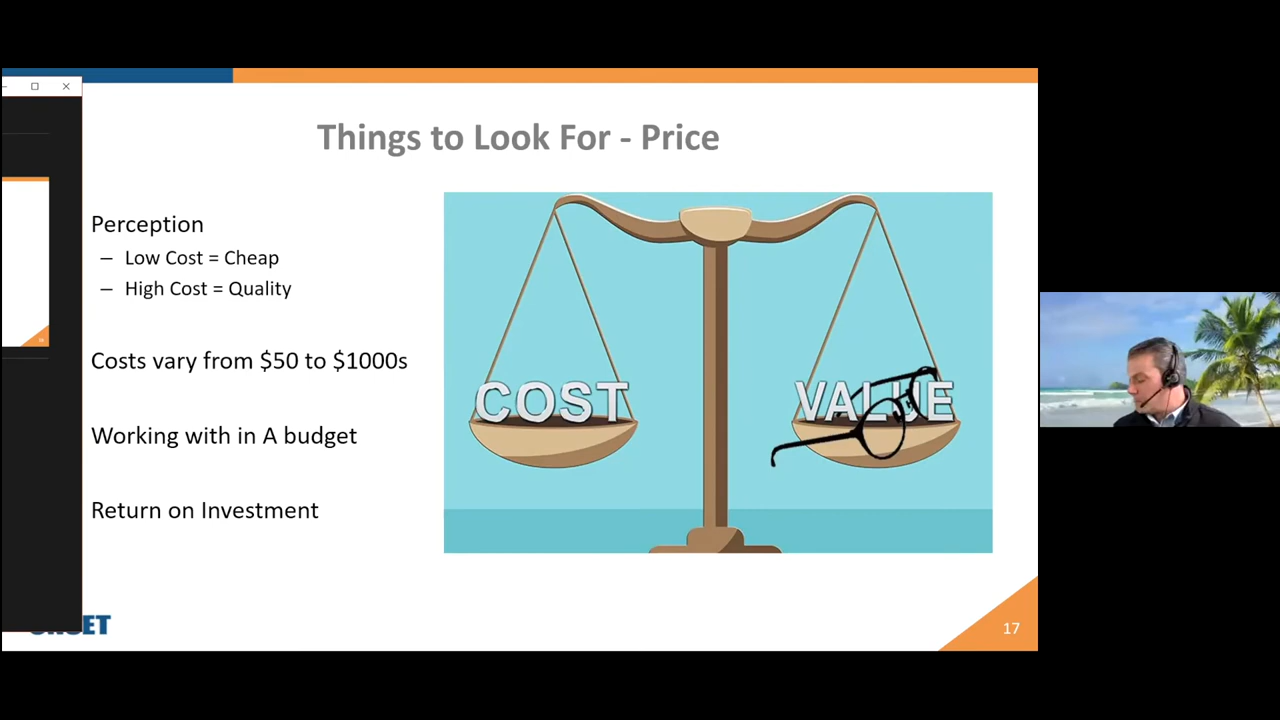 Things to Look For - Price
Perception
– Low Cost = Cheap
– High Cost = Quality
Costs vary from $50 to $1000s
Working with in A budget
Return on Investment
COST
VALUE
17